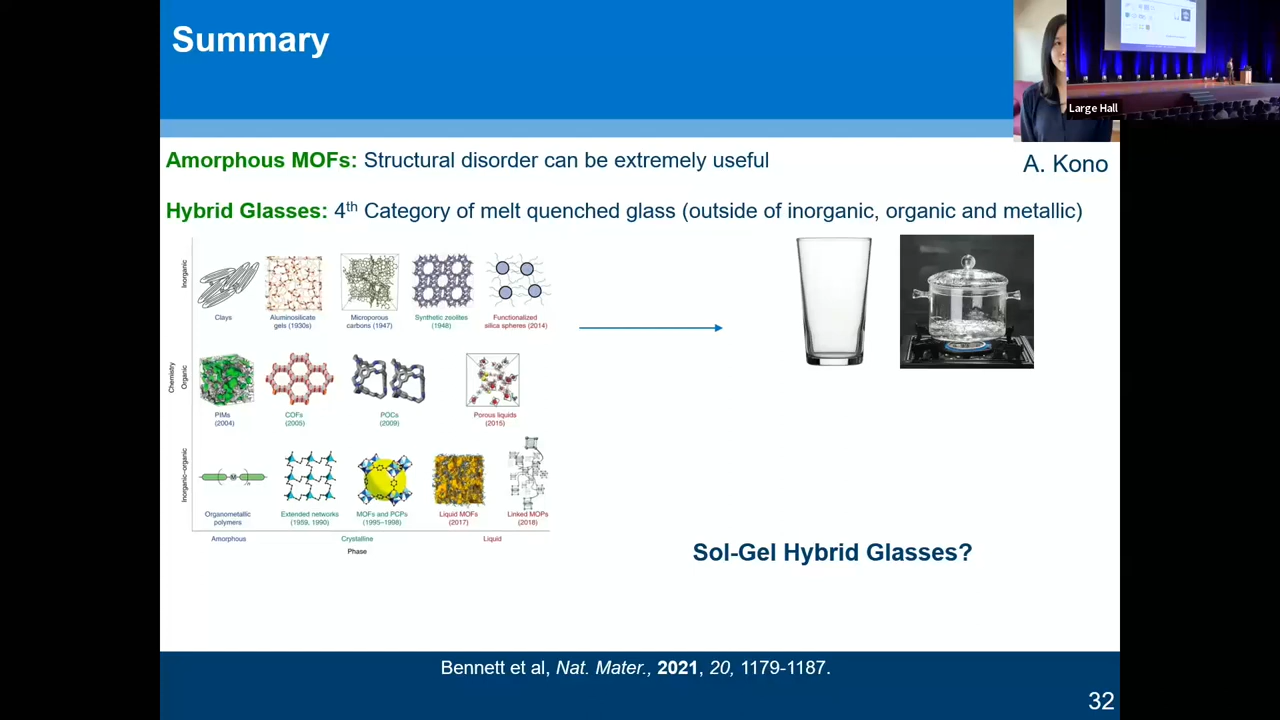 Summary
Large Hall
A. Kono
Amorphous MOFs: Structural disorder can be extremely useful
Hybrid Glasses: 4th Category of melt quenched glass (outside of inorganic, organic and metallic)
Chemistry
Inorganic
Clays
Aluminosilicate
gels (1930s)
Microporous
carbons (1947)
Synthetic zeolites
(1948)
Functionalized
silica spheres (2014)
Organic
PIMs
(2004)
COFs
(2005)
POCs
(2009)
Porous liquids
(2015)
Inorganic–organic
M
Organometallic
polymers
Extended networks
(1959, 1990)
MOFs and PCPs
(1995–1998)
Liquid MOFs
(2017)
Linked MOPs
(2018)
Amorphous
Crystalline
Liquid
Phase
Sol-Gel Hybrid Glasses?
Bennett et al, Nat. Mater., 2021, 20, 1179-1187.
32